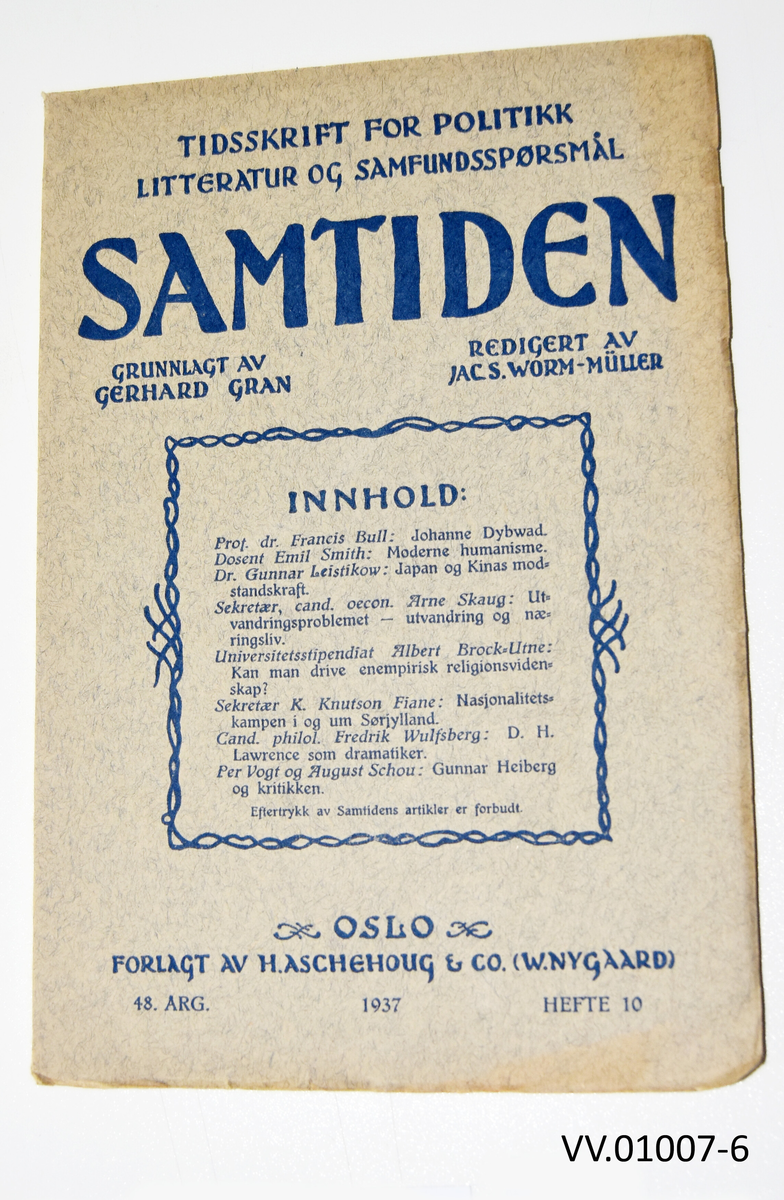 TIDSSKRIFT FOR POLITIKK
LITTERATUR OG SAMFUNDSSPØRSMÅL
SAMTIDEN
GRUNNLAGT AV
GERHARD GRAN
REDIGERT AV
JAC. S. WORM-MÜLLER
INNHOLD:
Prof. dr. Francis Bull: Johanne Dybwad.
Dosent Emil Smith: Moderne humanisme.
Dr. Gunnar Leistikow: Japan og Kinas mod=
standskraft.
Sekretær, cand. oecon. Arne Skaug: Ut=
vandringsproblemet — utvandring og næ=
ringsliv.
Universitetsstipendiat Albert Brock=Utne:
Kan man drive enempirisk religionsviden=
skap?
Sekretær K. Knutson Fiane: Nasjonalitets=
kampen i og um Sørjylland.
Cand. philol. Fredrik Wulfsberg: D. H.
Lawrence som dramatiker.
Per Vogt og August Schou: Gunnar Heiberg
og kritikken.
Eftertrykk av Samtidens artikler er forbudt.
OSLO
FORLAGT AV H. ASCHEHOUG & CO. (W. NYGAARD)
48. ARG. 1937 HEFTE 10
VV.01007-6